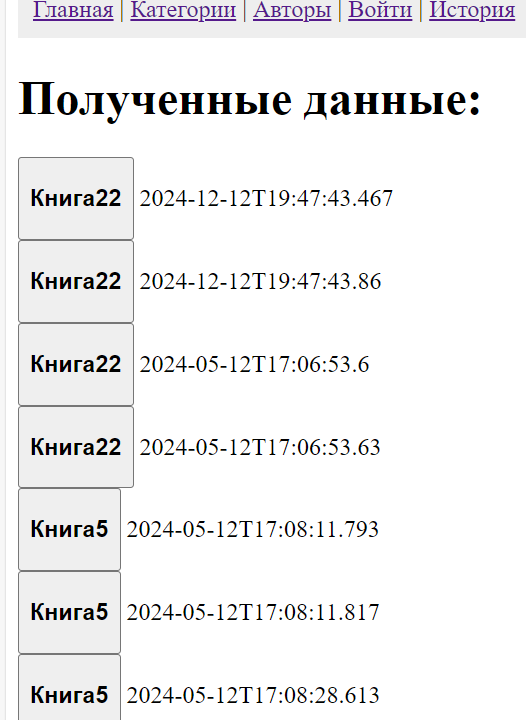 Главная | Категории | Авторы | Войти | История
Полученные данные:
Книга22 2024-12-12T19:47:43.467
Книга22 2024-12-12T19:47:43.86
Книга22 2024-05-12T17:06:53.6
Книга22 2024-05-12T17:06:53.63
Книга5 2024-05-12T17:08:11.793
Книга5 2024-05-12T17:08:11.817
Книга5 2024-05-12T17:08:28.613